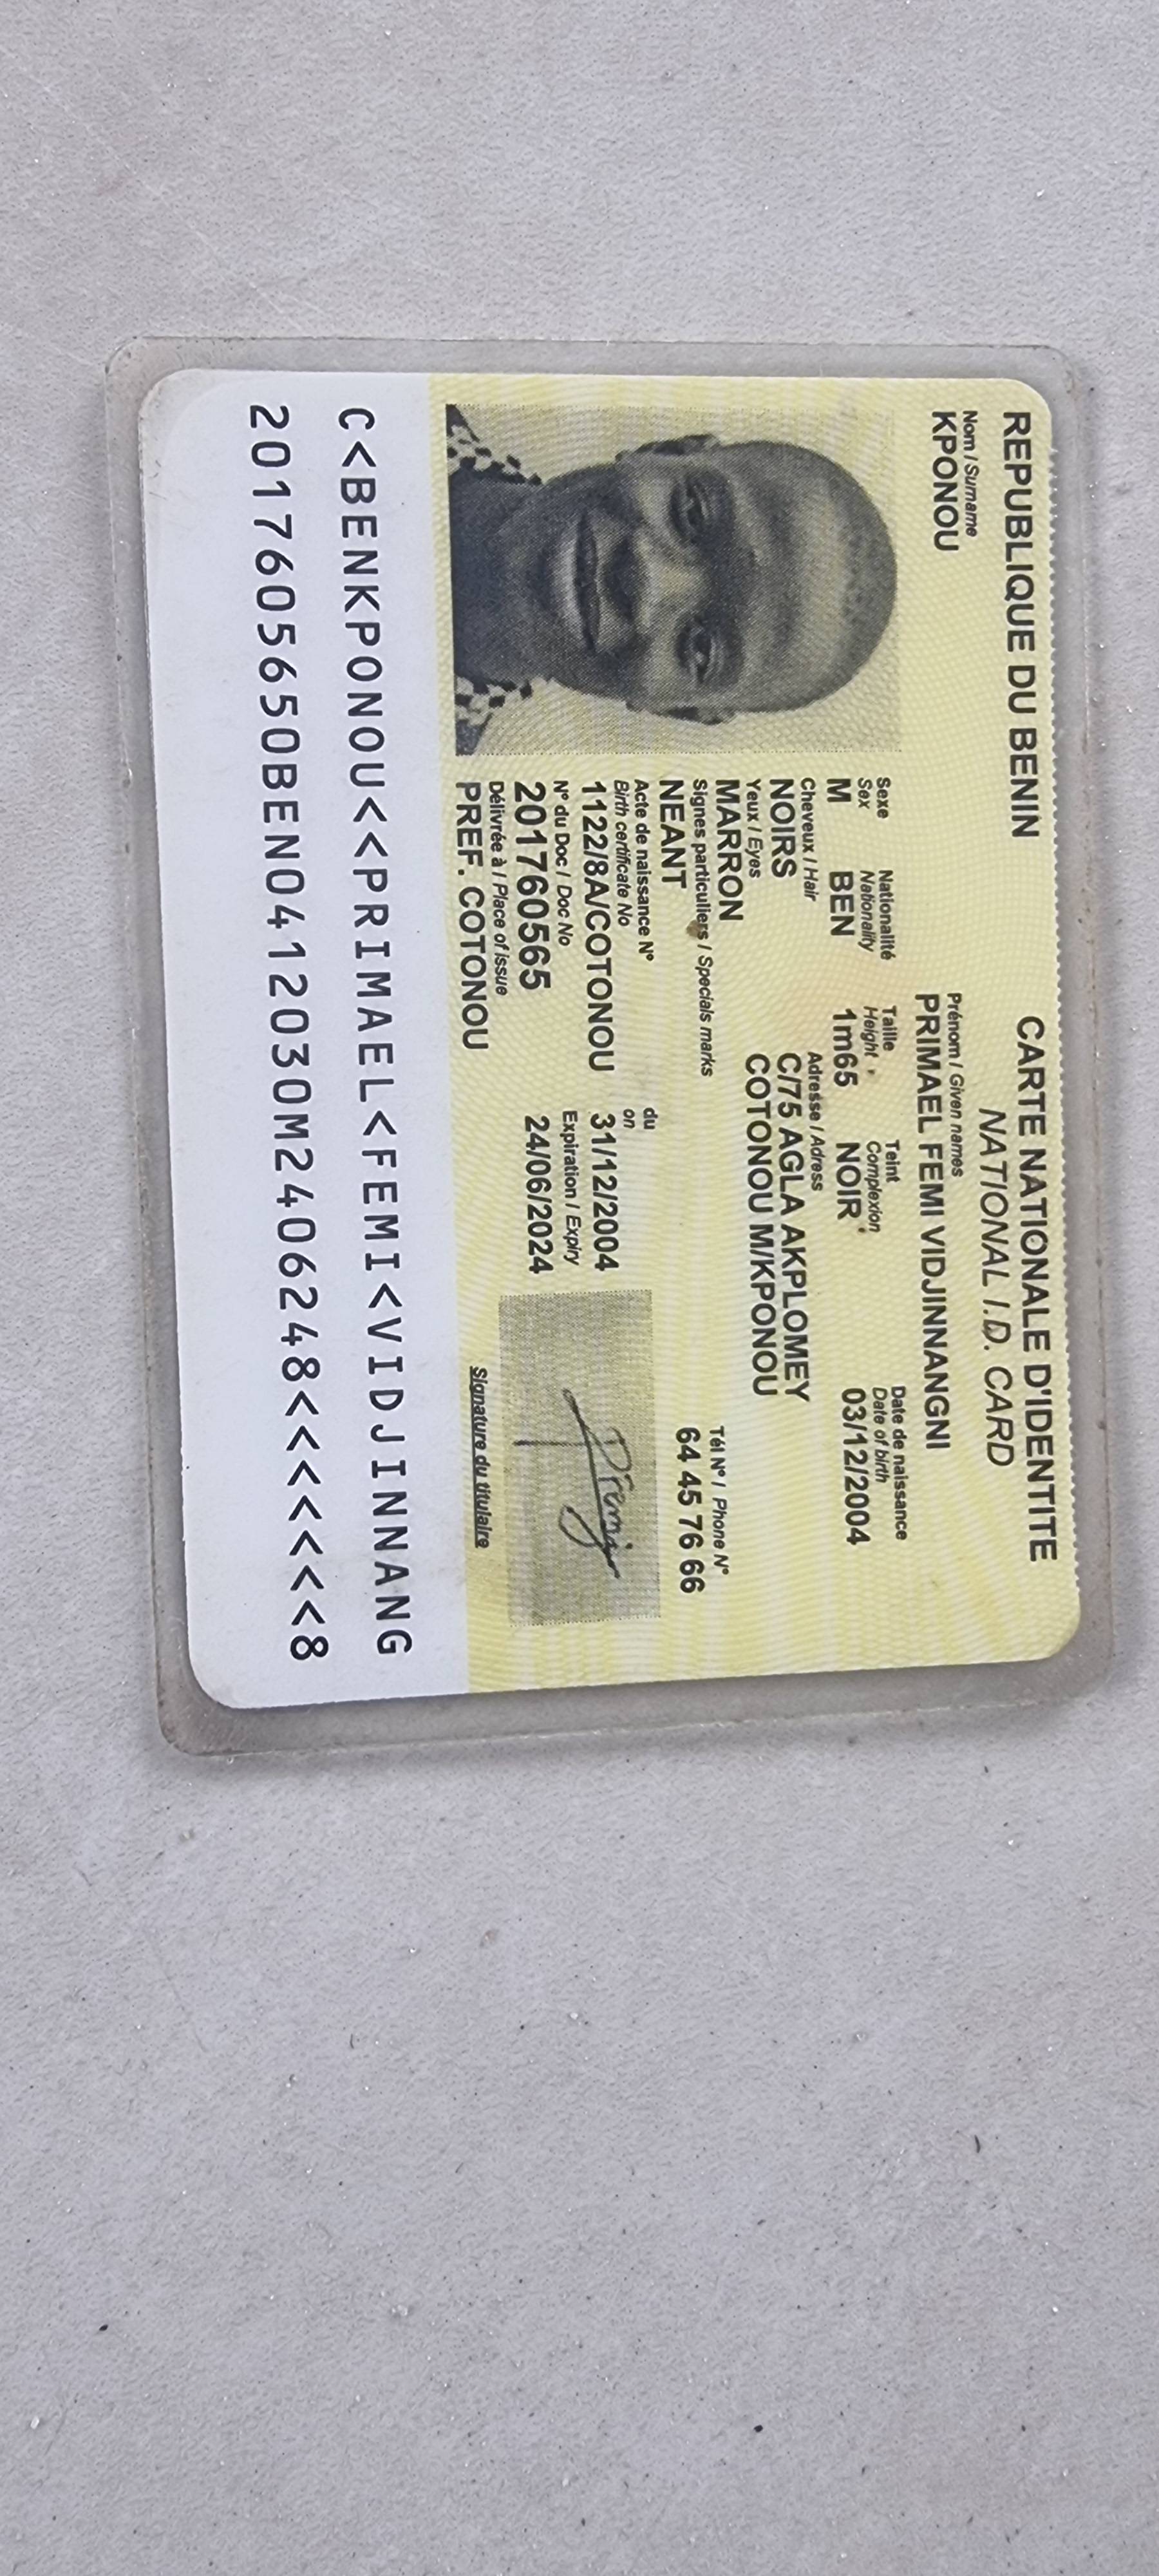 REPUBLIQUE DU BENIN
CARTE NATIONALE D'IDENTITE
NATIONAL I.D. CARD
Nom / Surname
KPONOU
Prénom / Given names
PRIMAEL FEMI VIDJINNANGNI
Sexe Nationalité Taille Teint Date de naissance
Sex Nationality Height Complexion Date of birth
M BEN 1m65 NOIR 03/12/2004
Cheveux / Hair Adresse / Adress
NOIRS C/75 AGLA AKPLOMEY
Yeux / Eyes COTONOU M/KPONOU
MARRON
Signes particuliers / Specials marks Tél N° / Phone N°
NEANT 64 45 76 66
Acte de naissance N° du
Birth certificate No on
1122/8A/COTONOU 31/12/2004
N° du Doc / Doc No Expiration / Expiry
201760565 24/06/2024
Délivrée à / Place of issue
PREF. COTONOU
Signature du titulaire
C<BENKPONOU<<PRIMAEL<FEMI<VIDJINNANG
2017605650BEN0412030M2406248<<<<<<<8